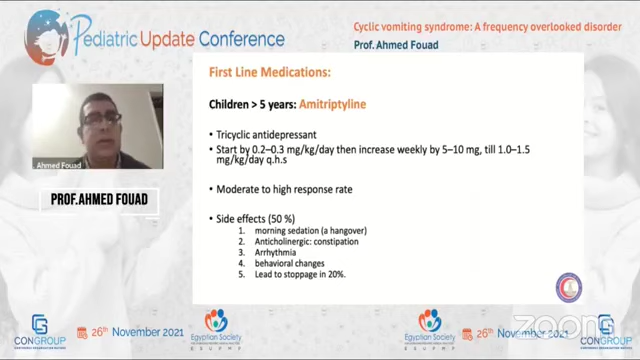 Pediatric Update Conference
Cyclic vomiting syndrome: A frequency overlooked disorder
Prof. Ahmed Fouad
First Line Medications:
Children > 5 years: Amitriptyline
• Tricyclic antidepressant
• Start by 0.2–0.3 mg/kg/day then increase weekly by 5–10 mg, till 1.0–1.5
mg/kg/day q.h.s
• Moderate to high response rate
• Side effects (50 %)
1. morning sedation (a hangover)
2. Anticholinergic: constipation
3. Arrhythmia
4. behavioral changes
5. Lead to stoppage in 20%.
Ahmed Fouad
PROF.AHMED FOUAD
CONGROUP
26th November 2021
Egyptian Society
E S U P M P
CONGROUP
26th November 2021
Egyptian Society
zoom